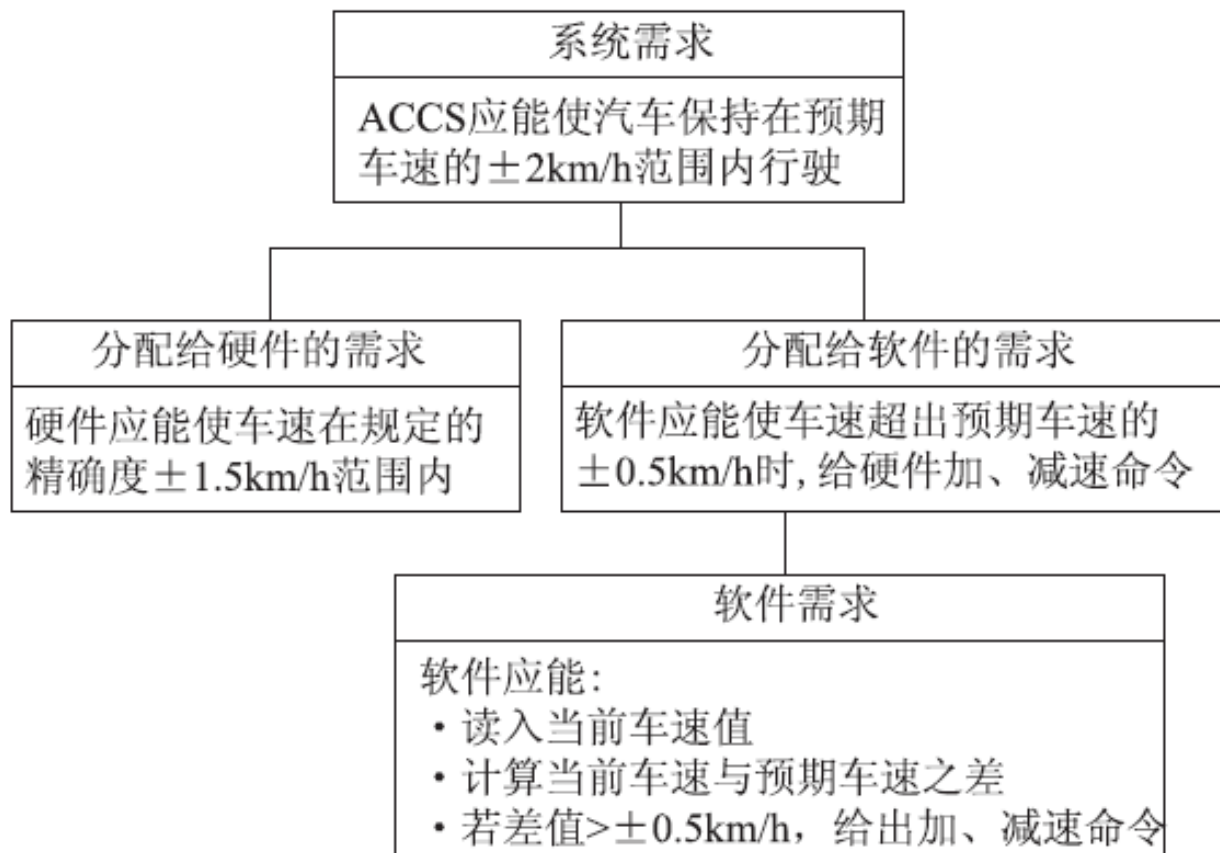 系统需求
ACCS应能使汽车保持在预期
车速的±2km/h范围内行驶
分配给硬件的需求
硬件应能使车速在规定的
精确度±1.5km/h范围内
分配给软件的需求
软件应能使车速超出预期车速的
±0.5km/h时,给硬件加、减速命令
软件需求
软件应能:
·读入当前车速值
·计算当前车速与预期车速之差
·若差值>±0.5km/h，给出加、减速命令